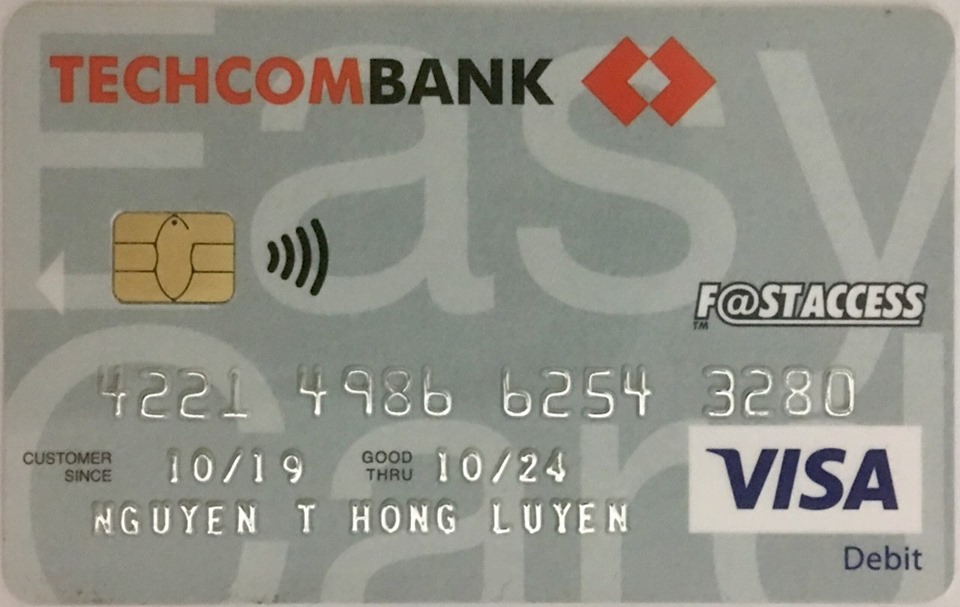 Easy
Card
TECHCOMBANK
F@STACCESS
TM
4221 4986 6254 3280
CUSTOMER SINCE 10/19 GOOD THRU 10/24
NGUYEN T HONG LUYEN
VISA
Debit